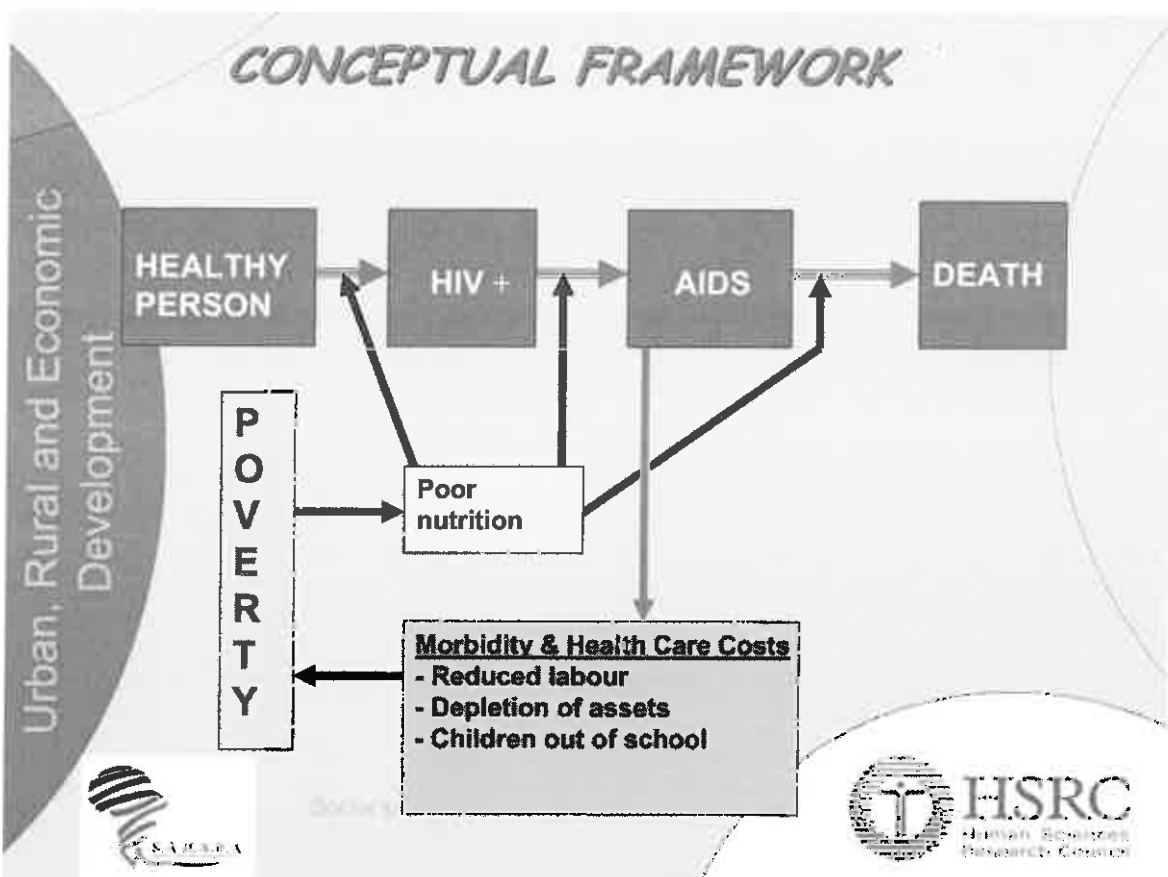 CONCEPTUAL FRAMEWORK
Urban, Rural and Economic
Development
HEALTHY
PERSON
HIV +
AIDS
DEATH
POVERTY
Poor
nutrition
Morbidity & Health Care Costs
- Reduced labour
- Depletion of assets
- Children out of school
HSRC
Human Sciences
Research Council